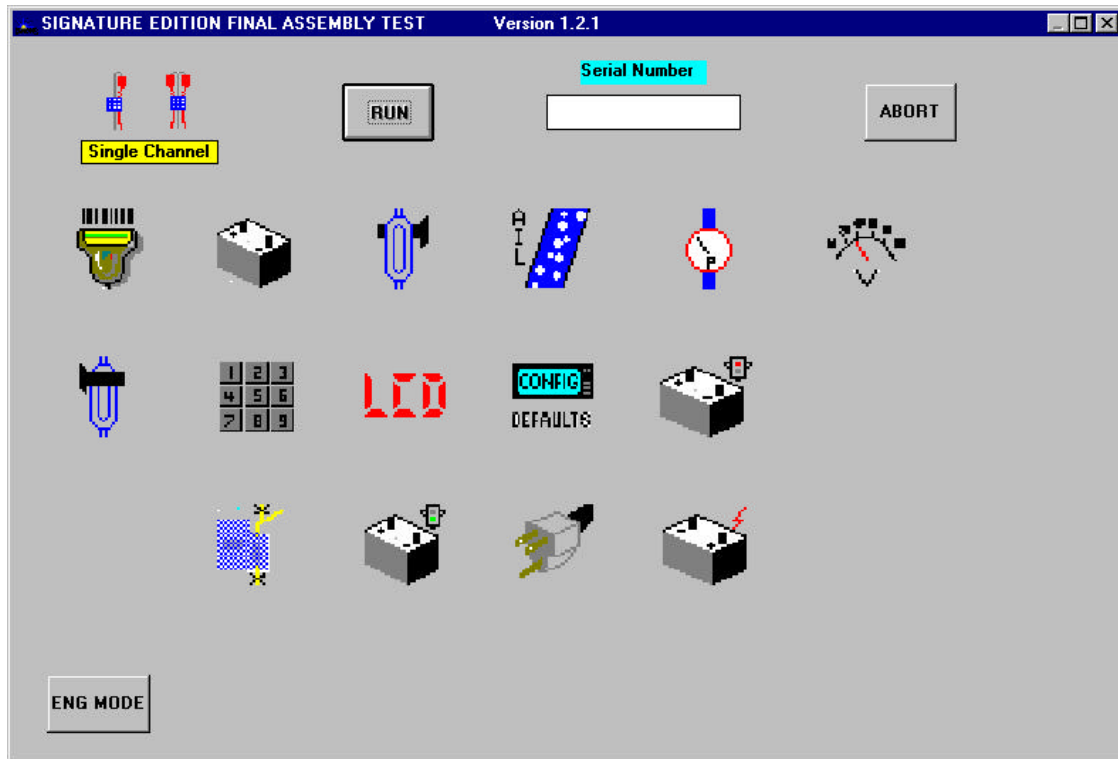 SIGNATURE EDITION FINAL ASSEMBLY TEST Version 1.2.1
Serial Number
RUN
ABORT
Single Channel
A
I
L
P
1 2 3
4 5 6
7 8 9
LCD
CONFIG
DEFAULTS
ENG MODE